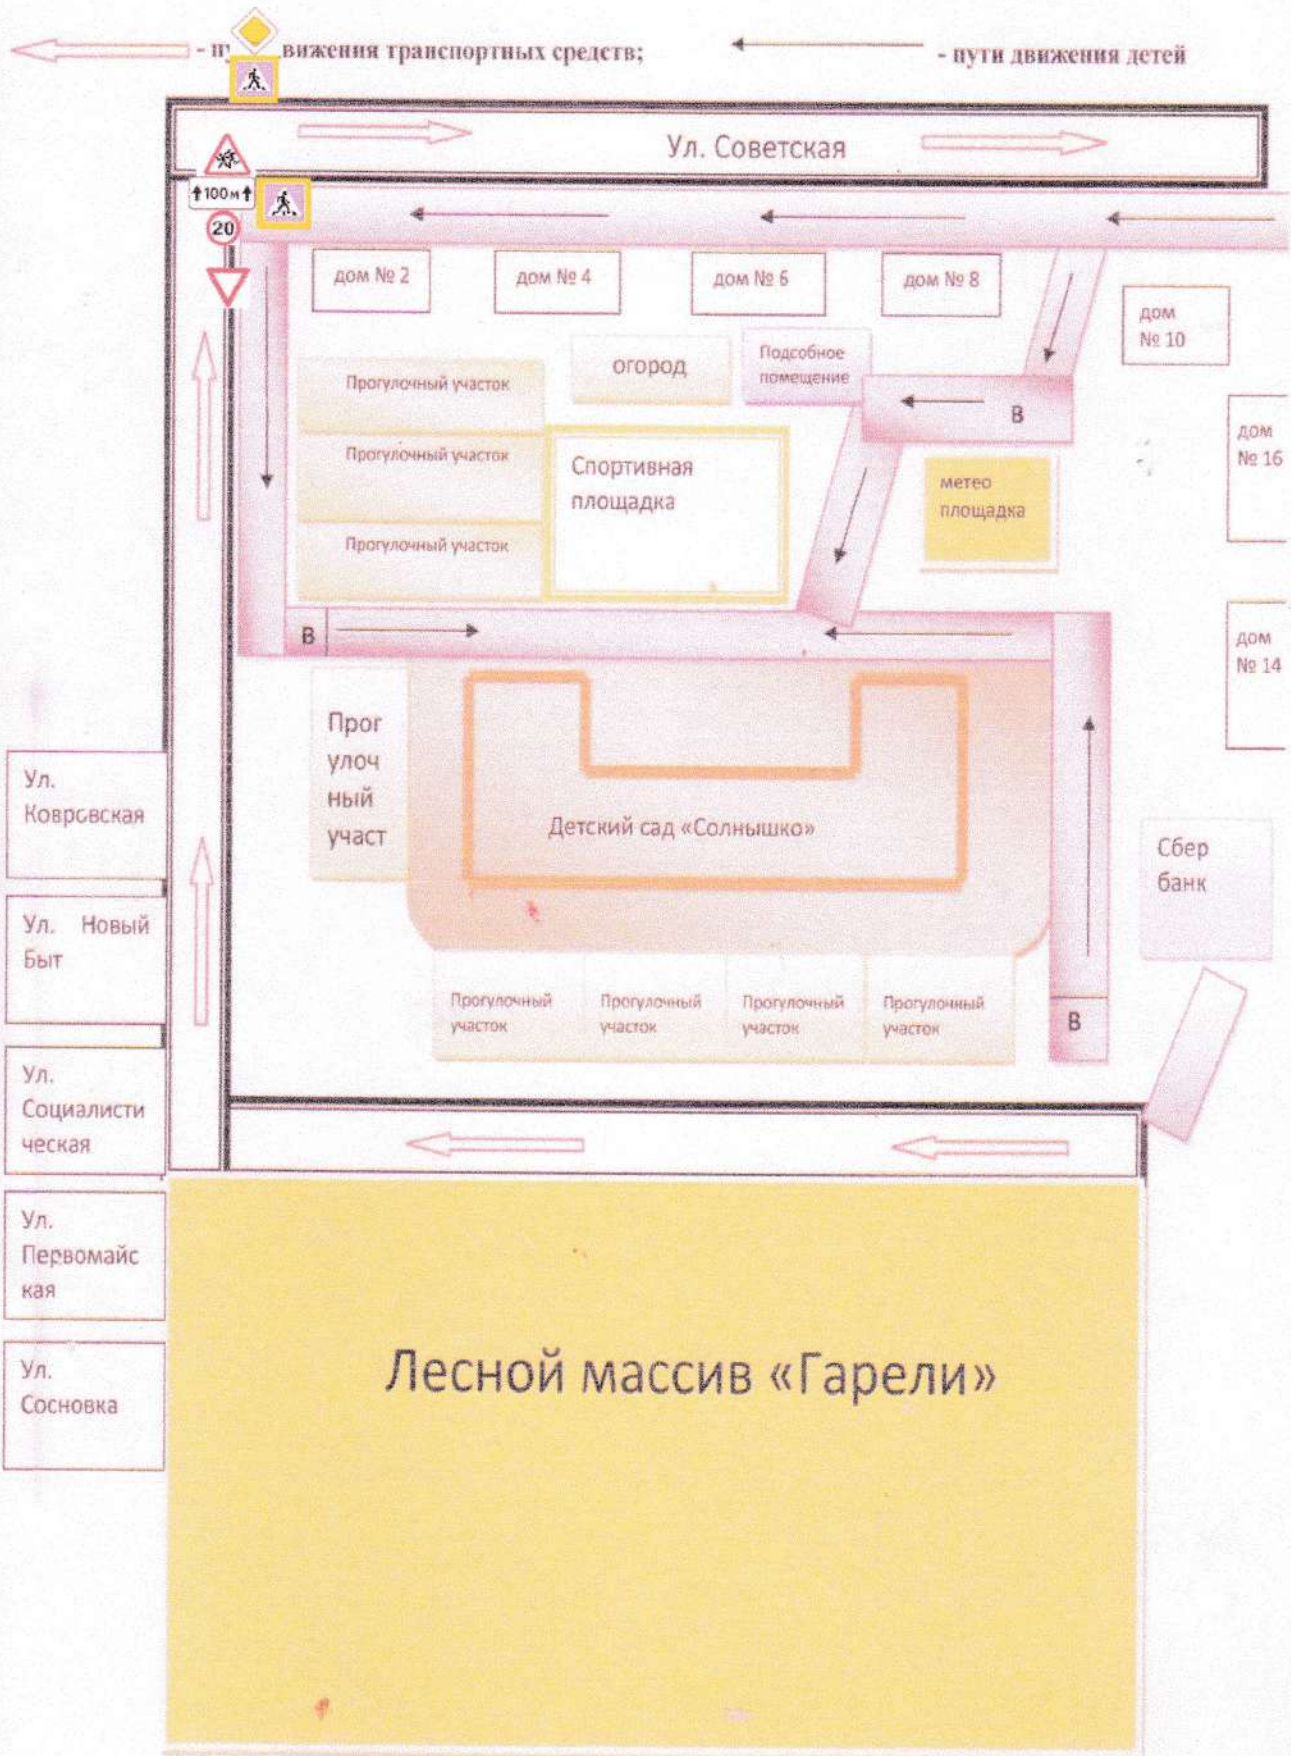 - п вижения транспортных средств;
- пути движения детей
Ул. Советская
↑100м↑
20
дом № 2
дом № 4
дом № 6
дом № 8
дом
№ 10
огород
Подсобное
помещение
Прогулочный участок
В
дом
№ 16
Прогулочный участок
Спортивная
площадка
метео
площадка
Прогулочный участок
В
дом
№ 14
Прог
улоч
ный
участ
Ул.
Ковровская
Детский сад «Солнышко»
Сбер
банк
Ул. Новый
Быт
Прогулочный
участок
Прогулочный
участок
Прогулочный
участок
Прогулочный
участок
В
Ул.
Социалисти
ческая
Ул.
Первомайс
кая
Ул.
Сосновка
Лесной массив «Гарели»